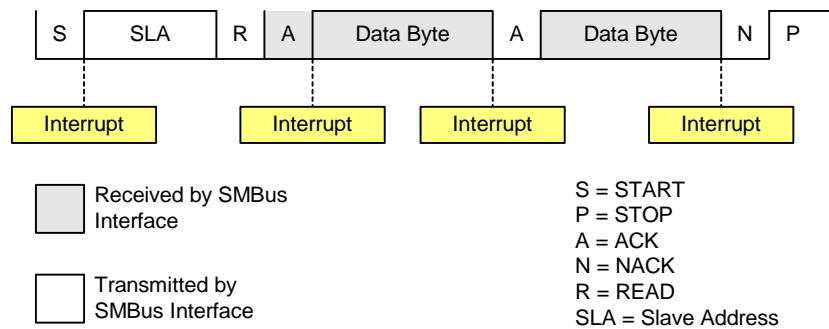 S SLA R A Data Byte A Data Byte N P
Interrupt Interrupt Interrupt Interrupt
Received by SMBus
Interface
Transmitted by
SMBus Interface
S = START
P = STOP
A = ACK
N = NACK
R = READ
SLA = Slave Address